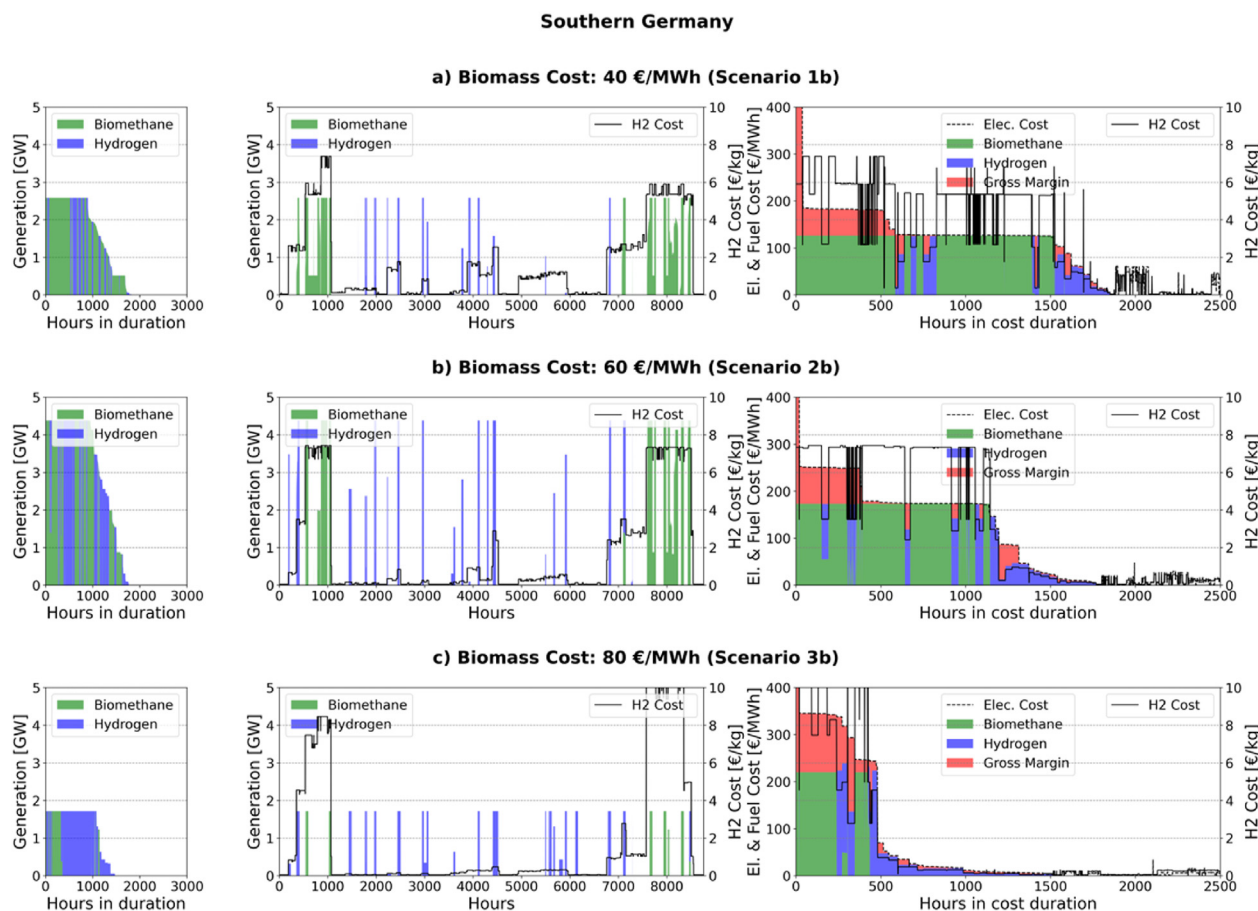 Southern Germany
a) Biomass Cost: 40 €/MWh (Scenario 1b)
Generation [GW]
5
4
3
2
1
0
Biomethane
Hydrogen
0 1000 2000 3000
Hours in duration
Generation [GW]
5
4
3
2
1
0
Biomethane
Hydrogen
H2 Cost
0 1000 2000 3000 4000 5000 6000 7000 8000
Hours
10
8
6
4
2
0
H2 Cost [€/kg]
El. & Fuel Cost [€/MWh]
400
300
200
100
0
Elec. Cost
Biomethane
Hydrogen
Gross Margin
H2 Cost
0 500 1000 1500 2000 2500
Hours in cost duration
10
8
6
4
2
0
H2 Cost [€/kg]
b) Biomass Cost: 60 €/MWh (Scenario 2b)
Generation [GW]
5
4
3
2
1
0
Biomethane
Hydrogen
0 1000 2000 3000
Hours in duration
Generation [GW]
5
4
3
2
1
0
Biomethane
Hydrogen
H2 Cost
0 1000 2000 3000 4000 5000 6000 7000 8000
Hours
10
8
6
4
2
0
H2 Cost [€/kg]
El. & Fuel Cost [€/MWh]
400
300
200
100
0
Elec. Cost
Biomethane
Hydrogen
Gross Margin
H2 Cost
0 500 1000 1500 2000 2500
Hours in cost duration
10
8
6
4
2
0
H2 Cost [€/kg]
c) Biomass Cost: 80 €/MWh (Scenario 3b)
Generation [GW]
5
4
3
2
1
0
Biomethane
Hydrogen
0 1000 2000 3000
Hours in duration
Generation [GW]
5
4
3
2
1
0
Biomethane
Hydrogen
H2 Cost
0 1000 2000 3000 4000 5000 6000 7000 8000
Hours
10
8
6
4
2
0
H2 Cost [€/kg]
El. & Fuel Cost [€/MWh]
400
300
200
100
0
Elec. Cost
Biomethane
Hydrogen
Gross Margin
H2 Cost
0 500 1000 1500 2000 2500
Hours in cost duration
10
8
6
4
2
0
H2 Cost [€/kg]